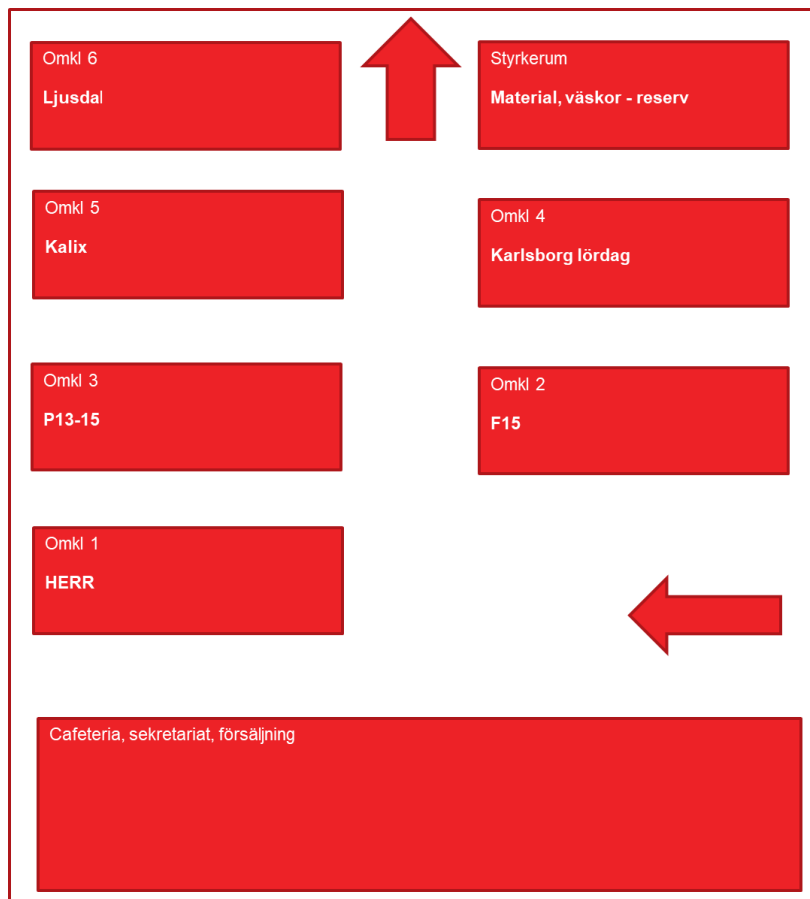 Omkl 6
Ljusdal
Styrkerum
Material, väskor - reserv
Omkl 5
Kalix
Omkl 4
Karlsborg lördag
Omkl 3
P13-15
Omkl 2
F15
Omkl 1
HERR
Cafeteria, sekretariat, försäljning